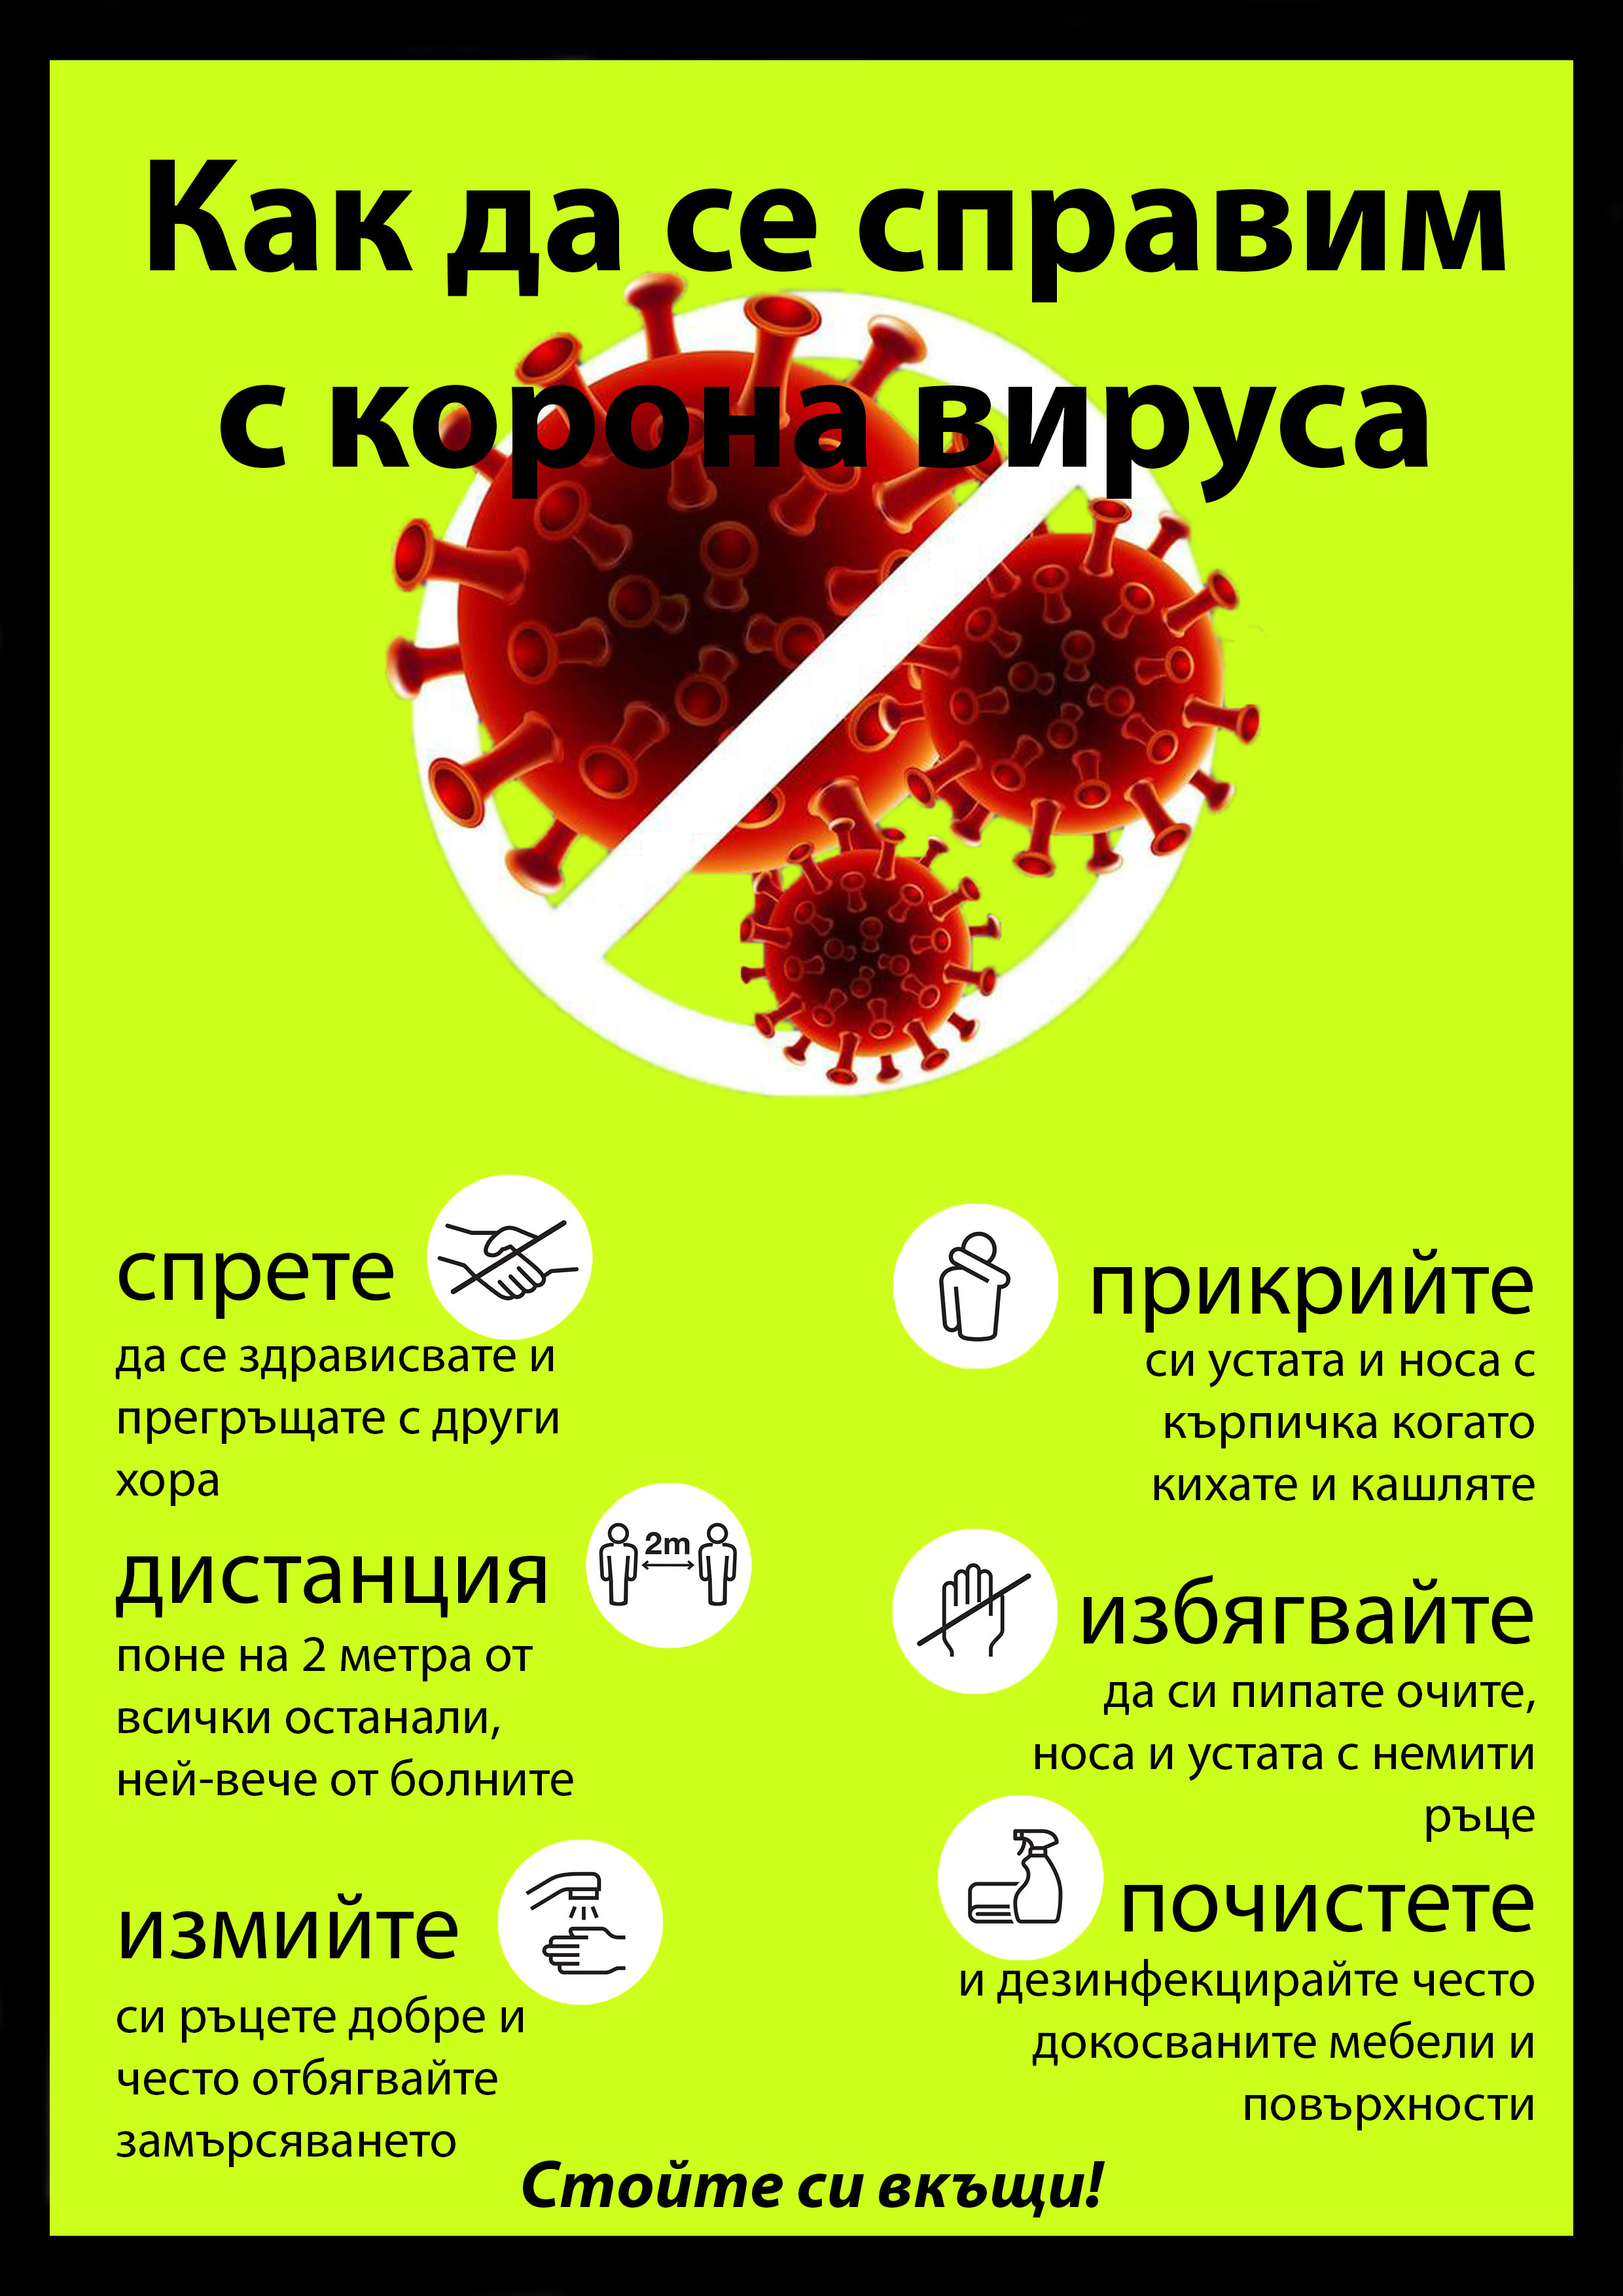 Как да се справим
с корона вируса
спрете
да се здрависвате и
прегръщате с други
хора
дистанция
2m
поне на 2 метра от
всички останали,
ней-вече от болните
измийте
си ръцете добре и
често отбягвайте
замърсяването
прикрийте
си устата и носа с
кърпичка когато
кихате и кашляте
избягвайте
да си пипате очите,
носа и устата с немити
ръце
почистете
и дезинфекцирайте често
докосваните мебели и
повърхности
Стойте си вкъщи!